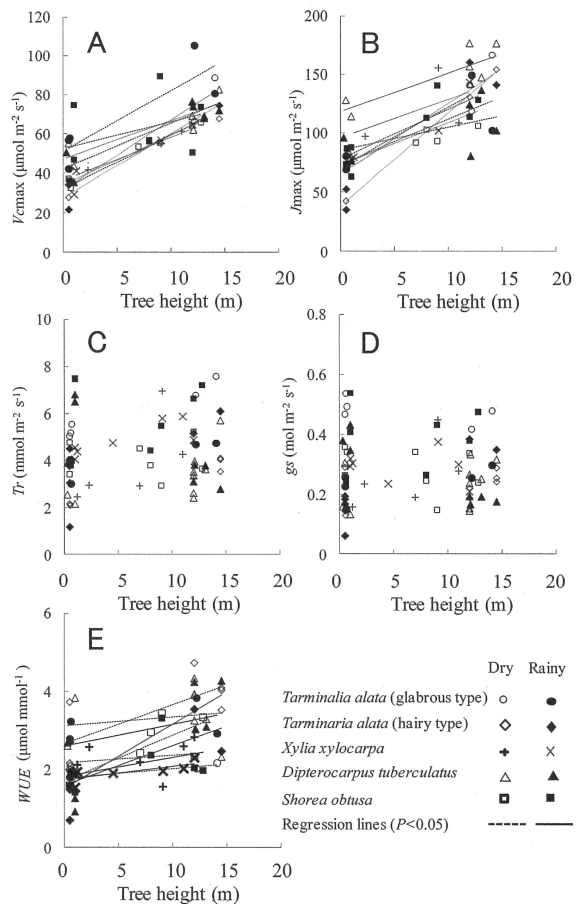 A
Vcmax (μmol m⁻² s⁻¹)
120
100
80
60
40
20
0
0 5 10 15 20
Tree height (m)
B
Jmax (μmol m⁻² s⁻¹)
200
150
100
50
0
0 5 10 15 20
Tree height (m)
C
Tr (mmol m⁻² s⁻¹)
10
8
6
4
2
0
0 5 10 15 20
Tree height (m)
D
gs (mol m⁻² s⁻¹)
0.8
0.6
0.4
0.2
0
0 5 10 15 20
Tree height (m)
E
WUE (μmol mmol⁻¹)
6
4
2
0
0 5 10 15 20
Tree height (m)
Dry Rainy
Tarminalia alata (glabrous type)
Tarminaria alata (hairy type)
Xylia xylocarpa
Dipterocarpus tuberculatus
Shorea obtusa
Regression lines (P<0.05)